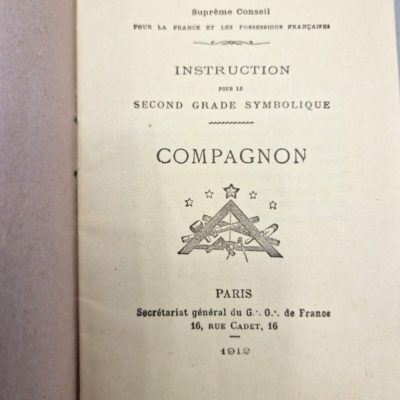 Suprême Conseil
POUR LA FRANCE ET LES POSSESSIONS FRANÇAISES
INSTRUCTION
POUR LE
SECOND GRADE SYMBOLIQUE
COMPAGNON
PARIS
Secrétariat général du G∴ O∴ de France
16, RUE CADET, 16
1912